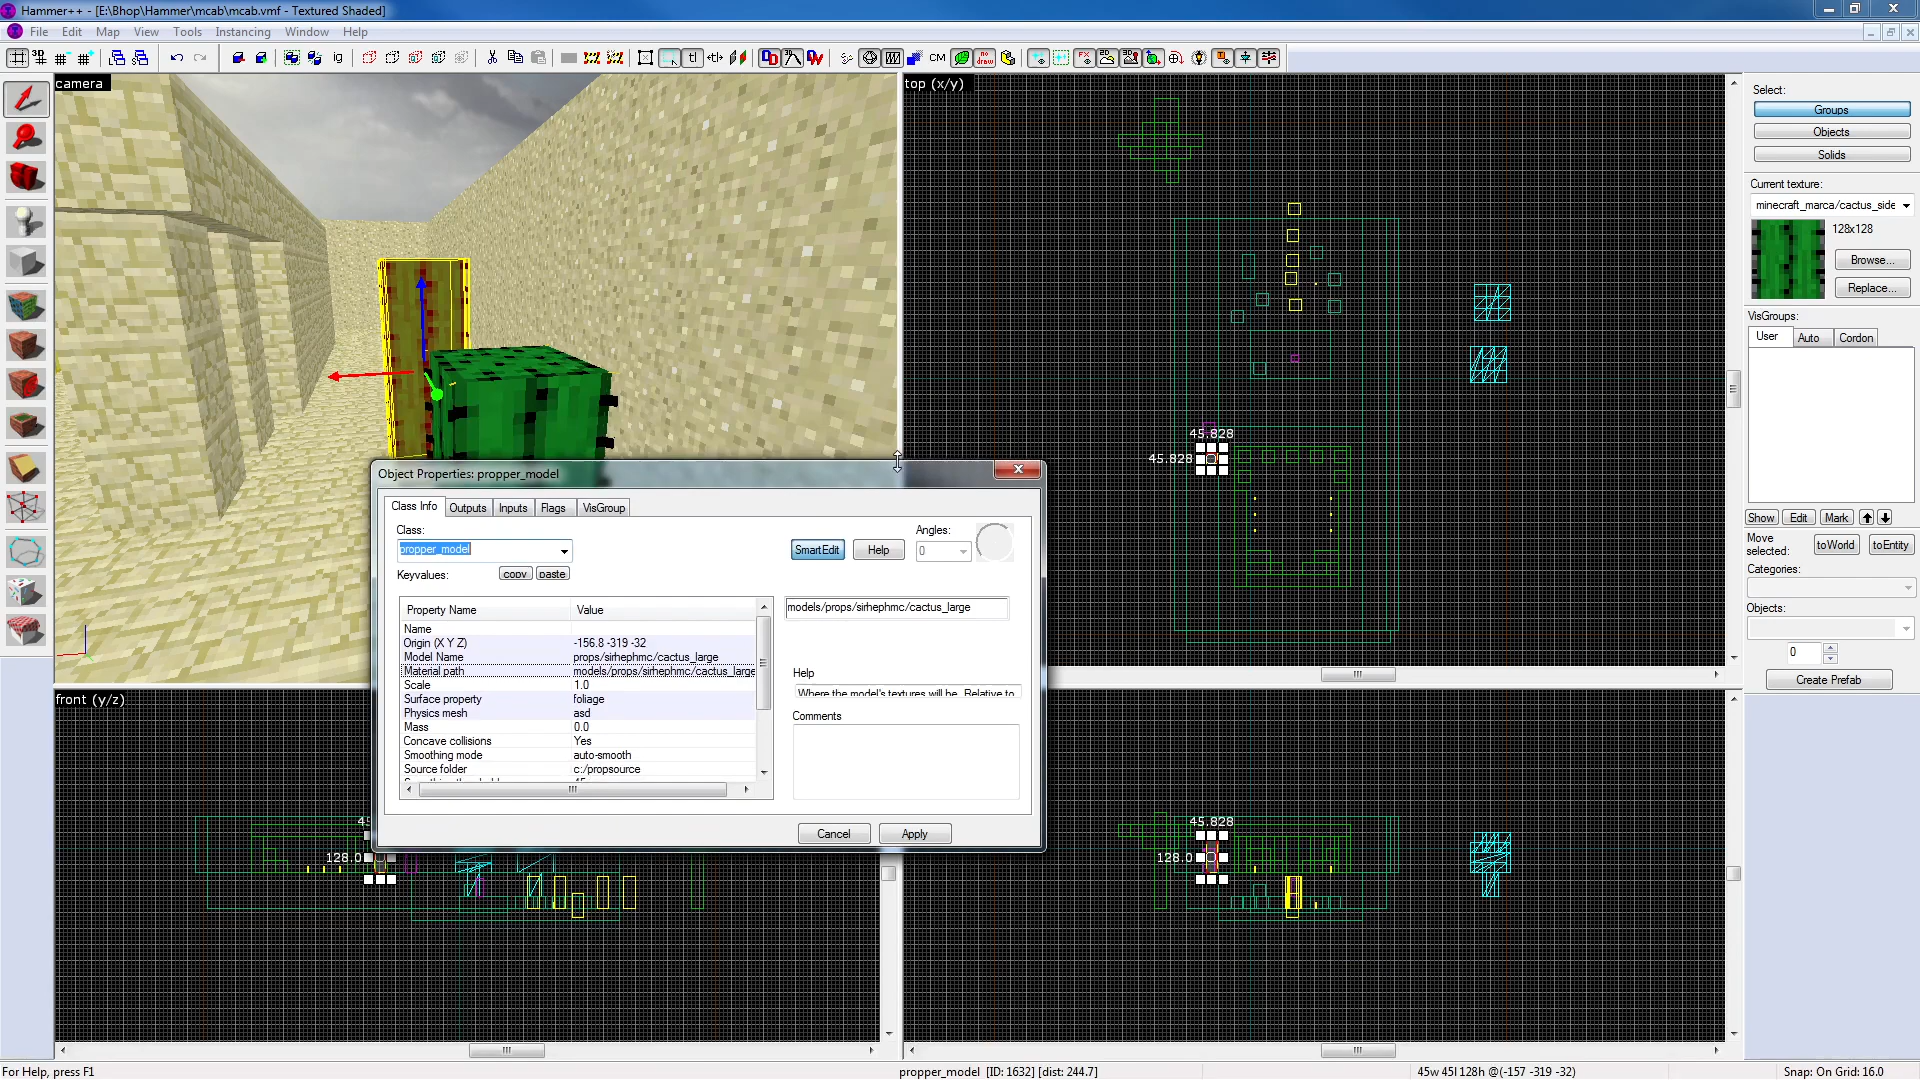 Hammer++ - [E:\Bhop\Hammer\mcab\mcab.vmf - Textured Shaded]
File Edit Map View Tools Instancing Window Help
3D ig tl CM no draw FX
camera
top (x/y)
front (y/z)
45.828
45.828
45.828
128.0
128.0
Object Properties: propper_model
Class Info Outputs Inputs Flags VisGroup
Class:
propper_model
SmartEdit Help
Angles:
0
Keyvalues: copy paste
Property Name Value
Name
Origin (X Y Z) -156.8 -319 -32
Model Name props/sirhephmc/cactus_large
Material path models/props/sirhephmc/cactus_large
Scale 1.0
Surface property foliage
Physics mesh asd
Mass 0.0
Concave collisions Yes
Smoothing mode auto-smooth
Source folder c:/propsource
models/props/sirhephmc/cactus_large
Help
Where the model's textures will be. Relative to
Comments
Cancel Apply
Select:
Groups
Objects
Solids
Current texture:
minecraft_marca/cactus_side
128x128
Browse...
Replace...
VisGroups:
User Auto Cordon
Show Edit Mark
Move selected: toWorld toEntity
Categories:
Objects:
0
Create Prefab
For Help, press F1
propper_model [ID: 1632] [dist: 244.7]
45w 45l 128h @(-157 -319 -32)
Snap: On Grid: 16.0